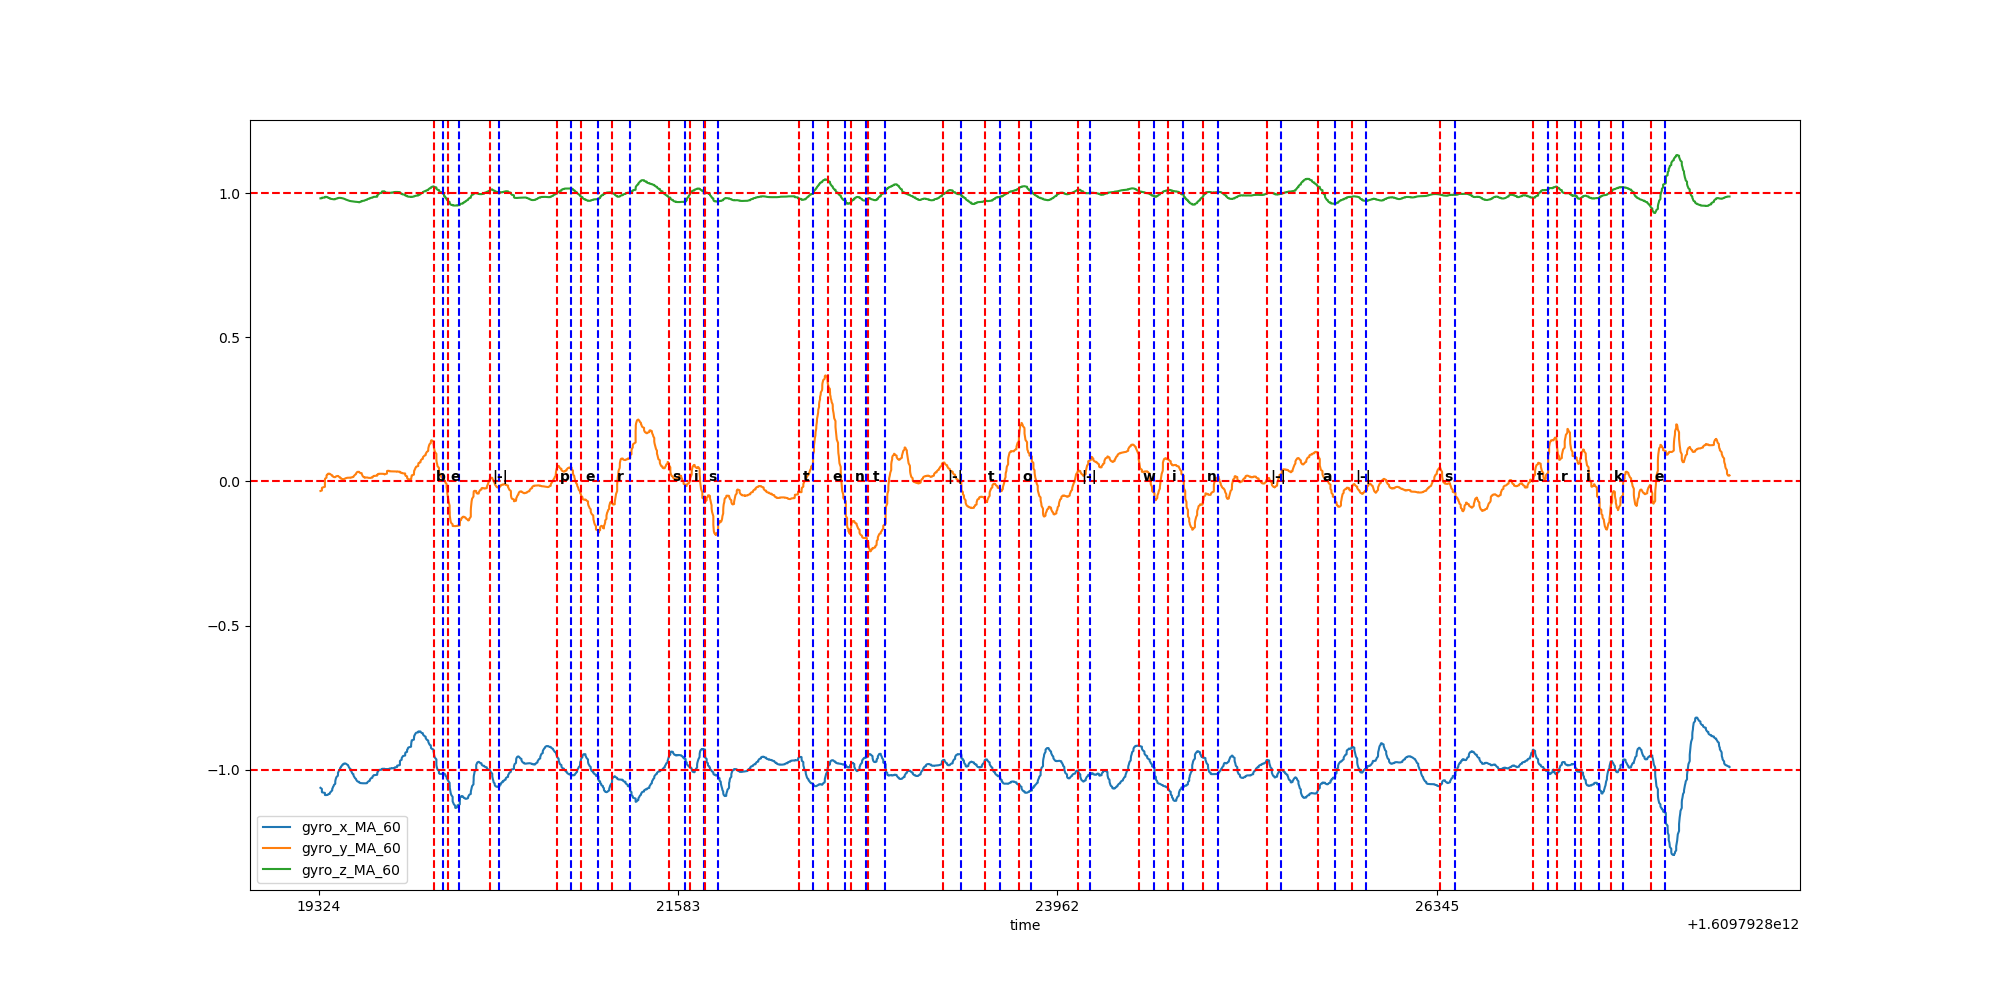 1.0
0.5
0.0
−0.5
−1.0
b e |-| p e r s i s t e n t |-| t o |-| w i n |-| a |-| s t r i k e
gyro_x_MA_60
gyro_y_MA_60
gyro_z_MA_60
19324 21583 23962 26345
time
+1.6097928e12